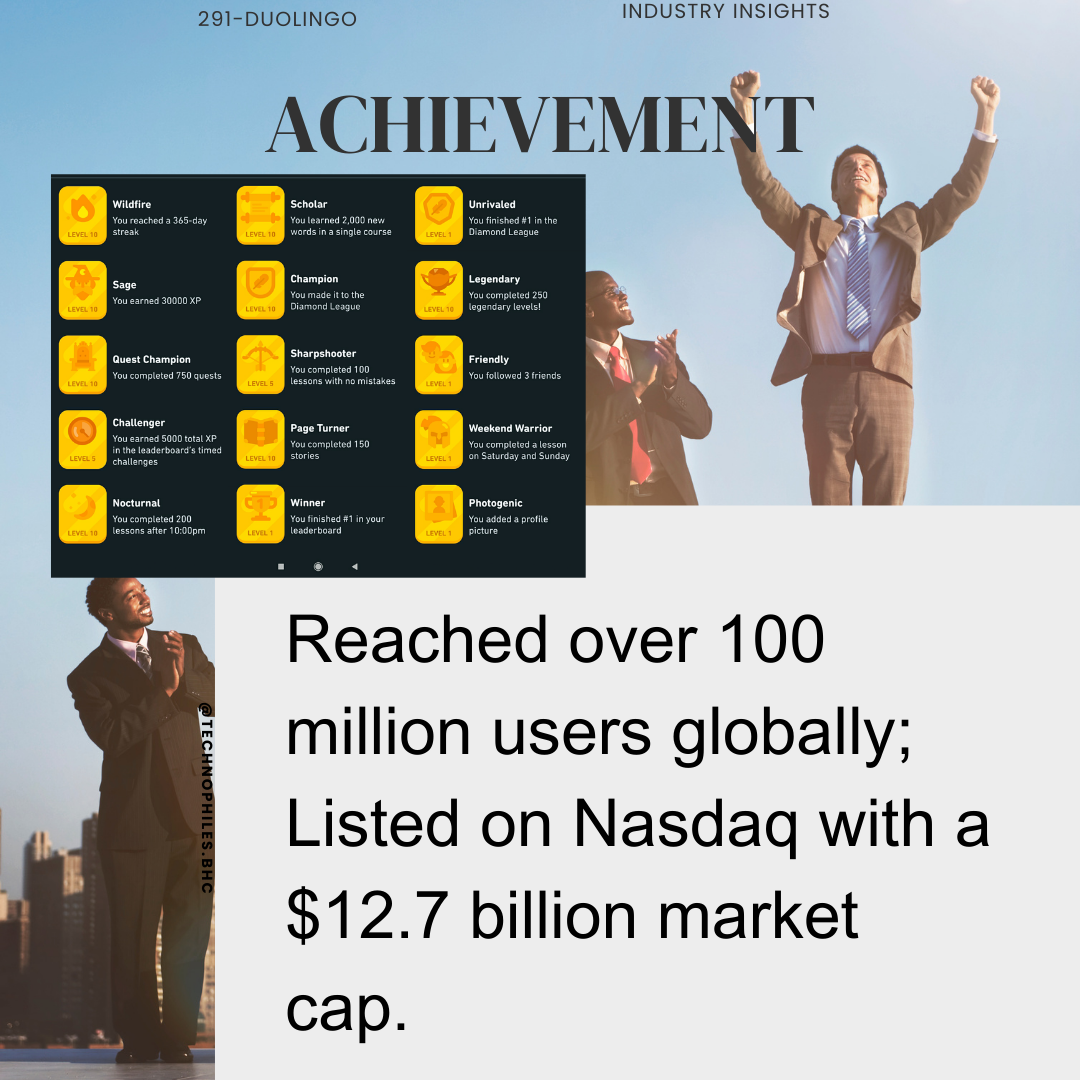 291-DUOLINGO
INDUSTRY INSIGHTS
ACHIEVEMENT
LEVEL 10
Wildfire
You reached a 365-day
streak
LEVEL 10
Scholar
You learned 2,000 new
words in a single course
LEVEL 1
Unrivaled
You finished #1 in the
Diamond League
LEVEL 10
Sage
You earned 30000 XP
LEVEL 10
Champion
You made it to the
Diamond League
LEVEL 10
Legendary
You completed 250
legendary levels!
LEVEL 10
Quest Champion
You completed 750 quests
LEVEL 5
Sharpshooter
You completed 100
lessons with no mistakes
LEVEL 1
Friendly
You followed 3 friends
LEVEL 5
Challenger
You earned 5000 total XP
in the leaderboard's timed
challenges
LEVEL 10
Page Turner
You completed 150
stories
LEVEL 1
Weekend Warrior
You completed a lesson
on Saturday and Sunday
LEVEL 10
Nocturnal
You completed 200
lessons after 10:00pm
LEVEL 1
Winner
You finished #1 in your
leaderboard
LEVEL 1
Photogenic
You added a profile
picture
@TECHNOPHILES.BHC
Reached over 100
million users globally;
Listed on Nasdaq with a
$12.7 billion market
cap.